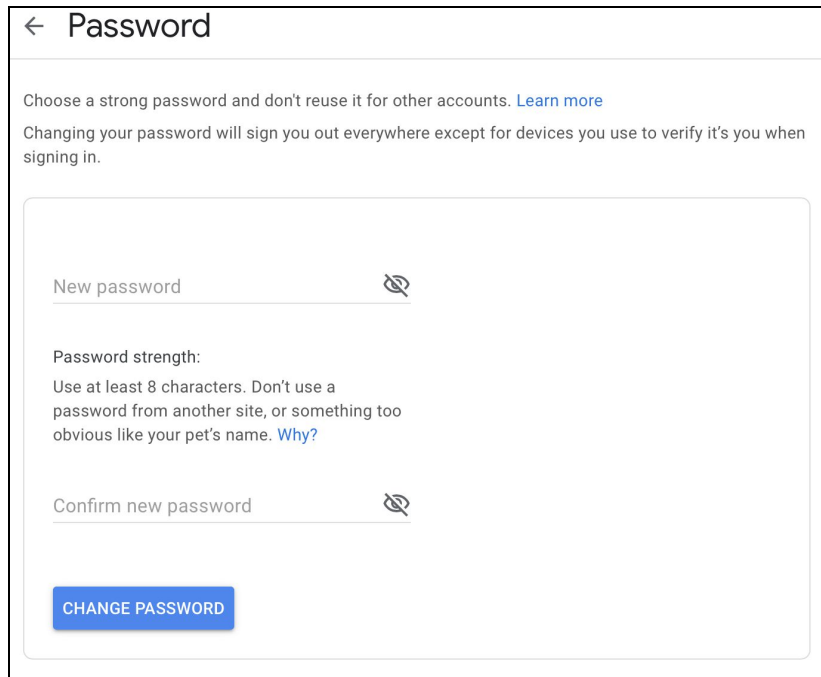 Password
Choose a strong password and don't reuse it for other accounts. Learn more
Changing your password will sign you out everywhere except for devices you use to verify it’s you when
signing in.
New password
Password strength:
Use at least 8 characters. Don’t use a
password from another site, or something too
obvious like your pet’s name. Why?
Confirm new password
CHANGE PASSWORD